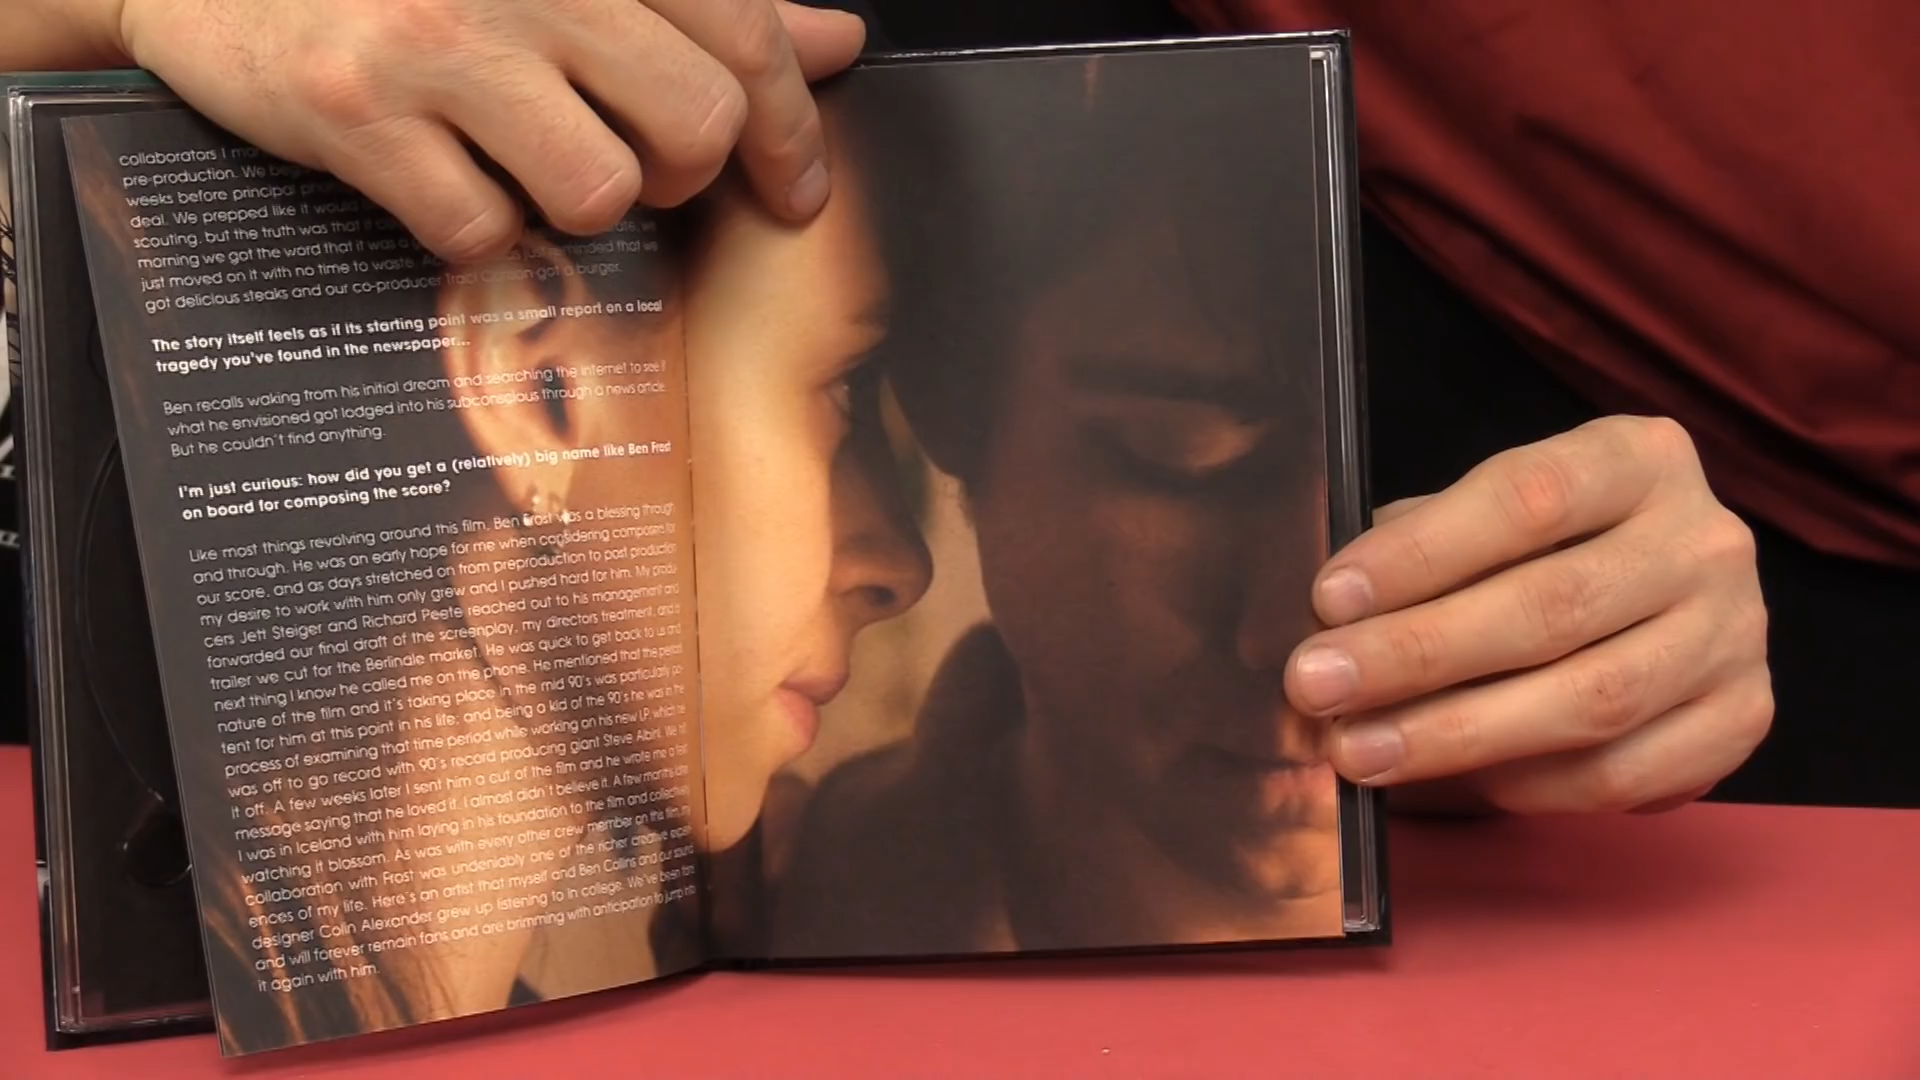 collaborators I
pre-production. We
weeks before principal
deal. We prepped like it would
scouting, but the truth was that it
morning we got the word that it was a just reminded that we
just moved on it with no time to waste.
got delicious steaks and our co-producer Traci Carlson got a burger.
The story itself feels as if its starting point was a small report on a local
tragedy you've found in the newspaper...
Ben recalls waking from his initial dream and searching the internet to see if
what he envisioned got lodged into his subconscious through a news article.
But he couldn't find anything.
I'm just curious: how did you get a (relatively) big name like Ben Frost
on board for composing the score?
Like most things revolving around this film, Ben Frost was a blessing through
and through. He was an early hope for me when considering composers for
our score, and as days stretched on from preproduction to post production
my desire to work with him only grew and I pushed hard for him. My produ-
cers Jett Steiger and Richard Peete reached out to his management and
forwarded our final draft of the screenplay, my directors treatment, and a
trailer we cut for the Berlinale market. He was quick to get back to us and
next thing I know he called me on the phone. He mentioned that the period
nature of the film and it's taking place in the mid 90's was particularly po-
tent for him at this point in his life; and being a kid of the 90's he was in the
process of examining that time period while working on his new LP, which he
was off to go record with 90's record producing giant Steve Albini. We
it off. A few weeks later I sent him a cut of the film and he wrote me a text
message saying that he loved it. I almost didn't believe it. A few months later
I was in Iceland with him laying in his foundation to the film and collectively
watching it blossom. As was with every other crew member on this film, my
collaboration with Frost was undeniably one of the richer creative experi-
ences of my life. Here's an artist that myself and Ben Collins and our sound
designer Colin Alexander grew up listening to in college. We've been fans
and will forever remain fans and are brimming with anticipation to jump into
it again with him.